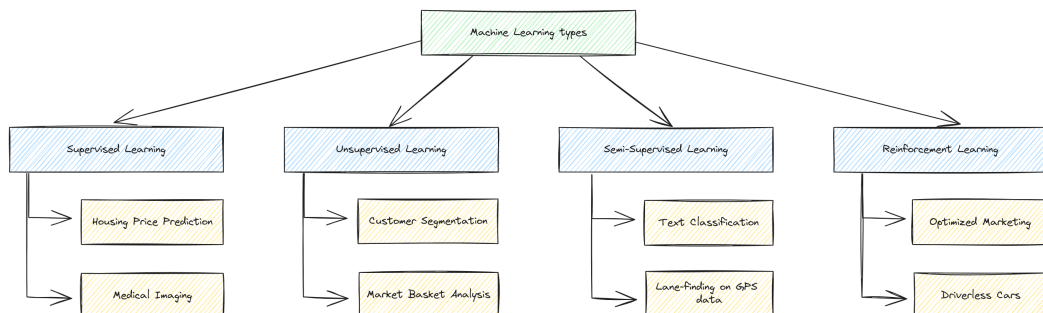 Machine Learning types
Supervised Learning
Unsupervised Learning
Semi-Supervised Learning
Reinforcement Learning
Housing Price Prediction
Customer Segmentation
Text Classification
Optimized Marketing
Medical Imaging
Market Basket Analysis
Lane-finding on GPS
data
Driverless Cars